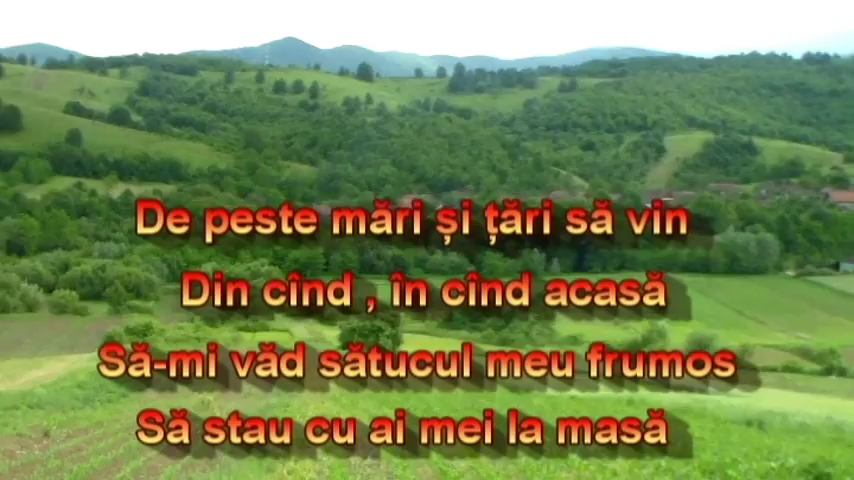 De peste mări și țări să vin
Din cînd , în cînd acasă
Să-mi văd sătucul meu frumos
Să stau cu ai mei la masă